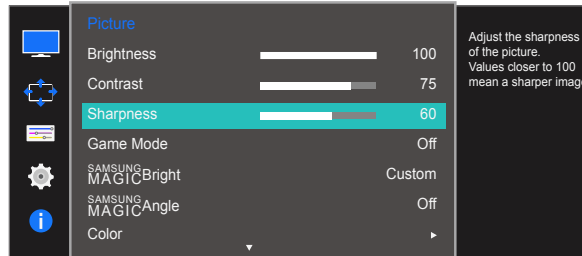 Picture
Brightness 100
Contrast 75
Sharpness 60
Game Mode Off
SAMSUNG
MAGICBright Custom
SAMSUNG
MAGICAngle Off
Color
Adjust the sharpness
of the picture.
Values closer to 100
mean a sharper image